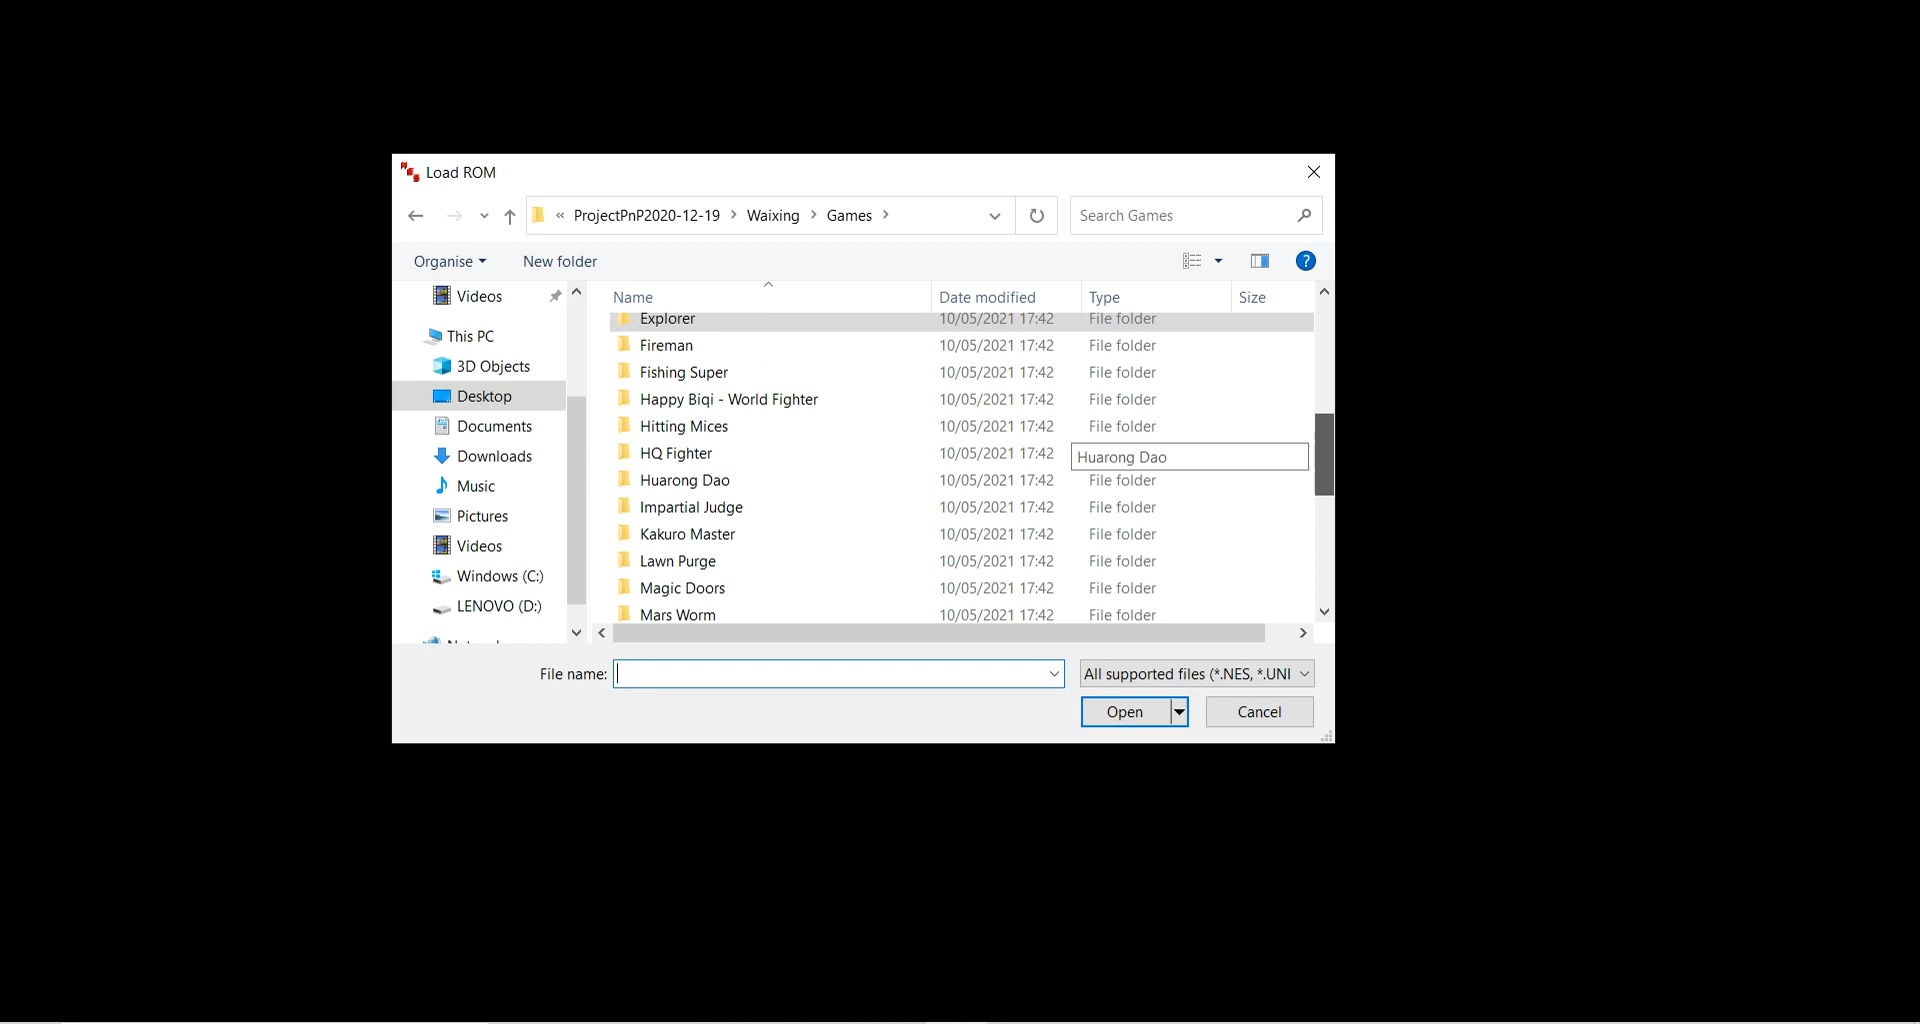 Load ROM
« ProjectPnP2020-12-19 > Waixing > Games >
Search Games
Organise
New folder
?
Videos
This PC
3D Objects
Desktop
Documents
Downloads
Music
Pictures
Videos
Windows (C:)
LENOVO (D:)
Name Date modified Type Size
Explorer 10/05/2021 17:42 File folder
Fireman 10/05/2021 17:42 File folder
Fishing Super 10/05/2021 17:42 File folder
Happy Biqi - World Fighter 10/05/2021 17:42 File folder
Hitting Mices 10/05/2021 17:42 File folder
HQ Fighter 10/05/2021 17:42
Huarong Dao
Huarong Dao 10/05/2021 17:42 File folder
Impartial Judge 10/05/2021 17:42 File folder
Kakuro Master 10/05/2021 17:42 File folder
Lawn Purge 10/05/2021 17:42 File folder
Magic Doors 10/05/2021 17:42 File folder
Mars Worm 10/05/2021 17:42 File folder
File name:
All supported files (*.NES, *.UNI
Open
Cancel